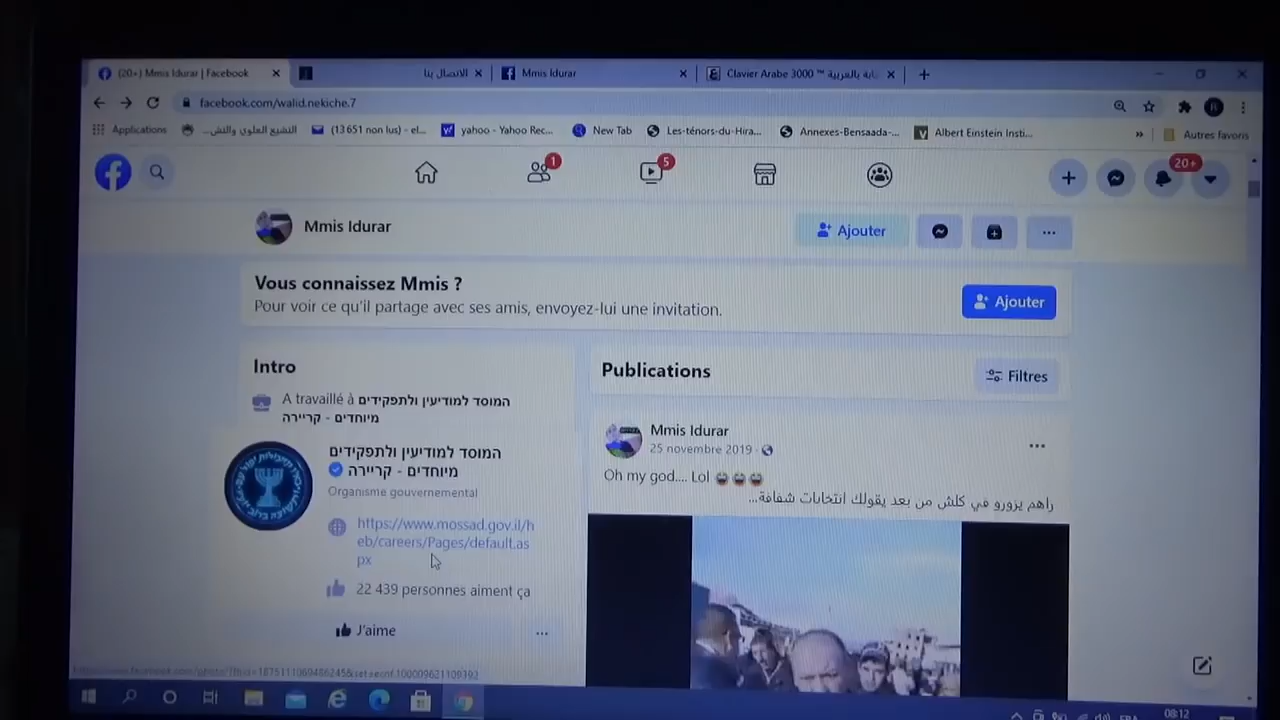 (20+) Mmis Idurar | Facebook
الاتصال بنا
Mmis Idurar
Clavier Arabe 3000 ™
facebook.com/walid.nekiche.7
Applications
التشيع العلوي والتش...
(13 651 non lus) - el...
yahoo - Yahoo Rec...
New Tab
Les-ténors-du-Hira...
Annexes-Bensaada-...
Albert Einstein Insti...
»
Autres favoris
1
5
20+
Mmis Idurar
Ajouter
Vous connaissez Mmis ?
Pour voir ce qu'il partage avec ses amis, envoyez-lui une invitation.
Ajouter
Intro
A travaillé à המוסד למודיעין ולתפקידים
מיוחדים - קריירה
המוסד למודיעין ולתפקידים
מיוחדים - קריירה
Organisme gouvernemental
https://www.mossad.gov.il/h
eb/careers/Pages/default.as
px
22 439 personnes aiment ça
J'aime
Publications
Filtres
Mmis Idurar
25 novembre 2019
Oh my god.... Lol
راهم يزورو في كلش من بعد يقولك انتخابات شفافة...
FRA
08:12